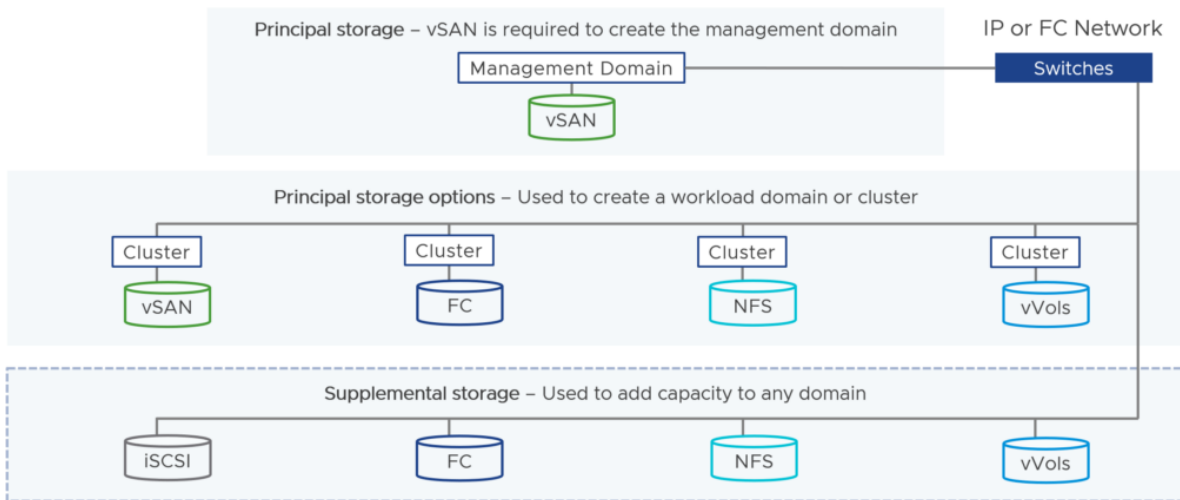 Principal storage – vSAN is required to create the management domain
IP or FC Network
Management Domain
Switches
vSAN
Principal storage options – Used to create a workload domain or cluster
Cluster
Cluster
Cluster
Cluster
vSAN
FC
NFS
vVols
Supplemental storage – Used to add capacity to any domain
iSCSI
FC
NFS
vVols